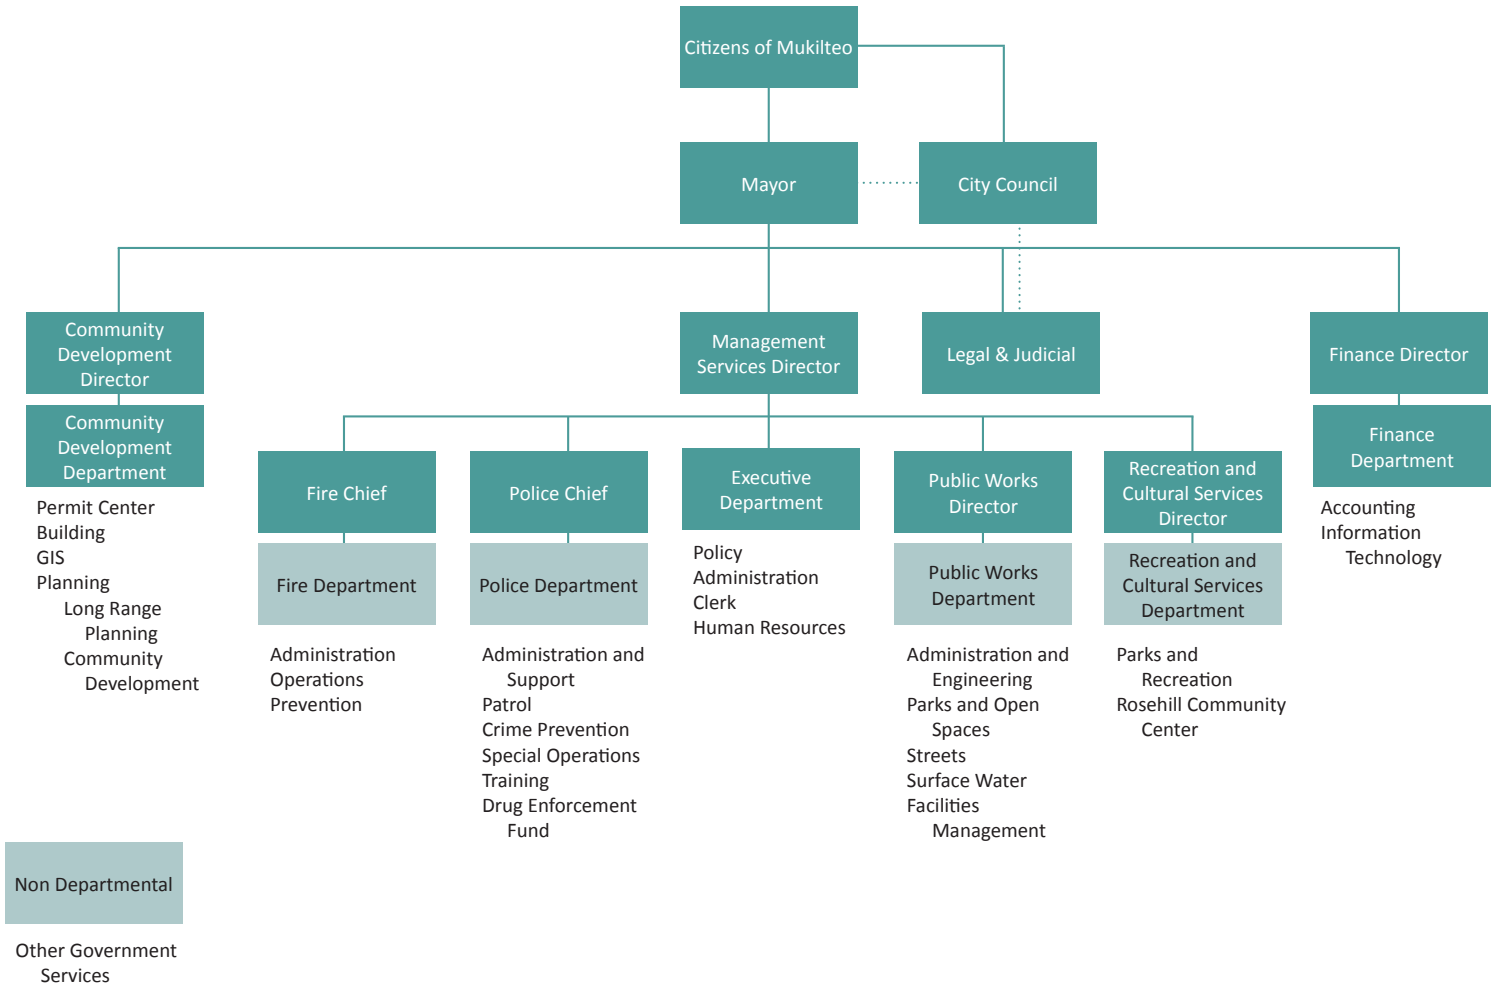 Citizens of Mukilteo
Mayor
City Council
Community
Development
Director
Management
Services Director
Legal & Judicial
Finance Director
Community
Development
Department
Finance
Department
Permit Center
Building
GIS
Planning
Long Range
Planning
Community
Development
Fire Chief
Police Chief
Executive
Department
Public Works
Director
Recreation and
Cultural Services
Director
Accounting
Information
Technology
Fire Department
Police Department
Policy
Administration
Clerk
Human Resources
Public Works
Department
Recreation and
Cultural Services
Department
Administration
Operations
Prevention
Administration and
Support
Patrol
Crime Prevention
Special Operations
Training
Drug Enforcement
Fund
Administration and
Engineering
Parks and Open
Spaces
Streets
Surface Water
Facilities
Management
Parks and
Recreation
Rosehill Community
Center
Non Departmental
Other Government
Services